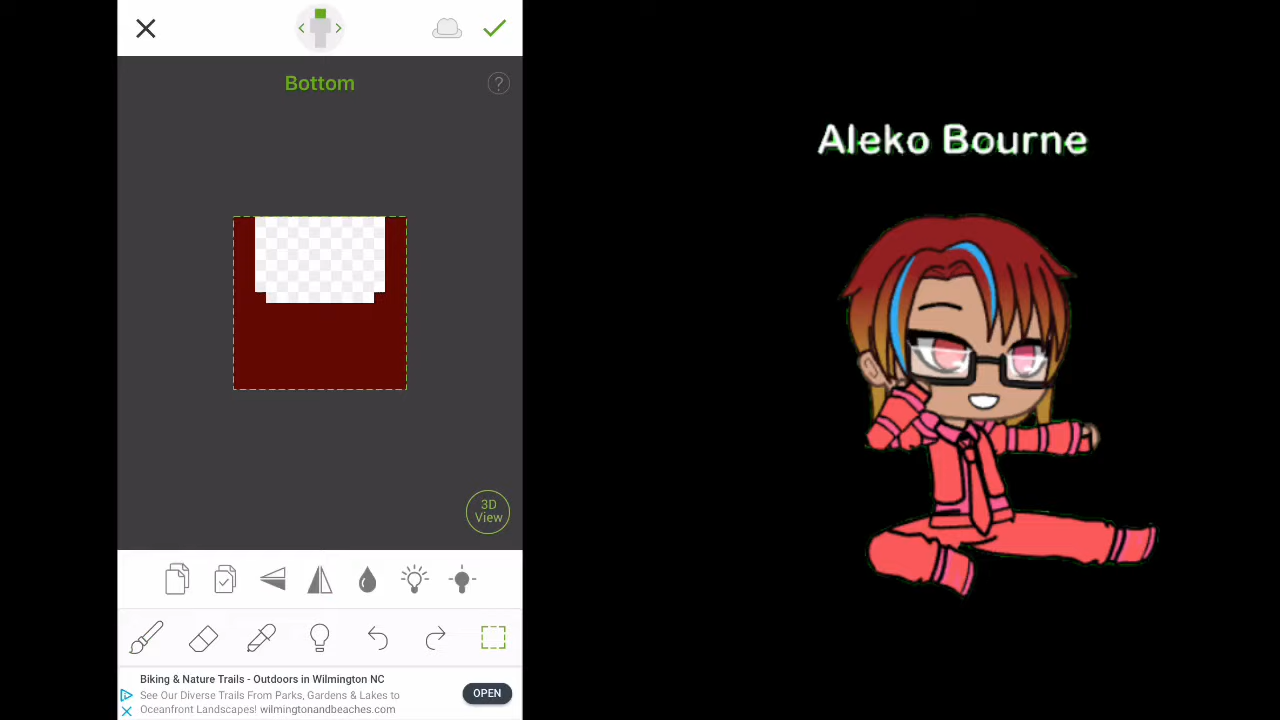 Bottom
?
Aleko Bourne
3D
View
Biking & Nature Trails - Outdoors in Wilmington NC
See Our Diverse Trails From Parks, Gardens & Lakes to
Oceanfront Landscapes! wilmingtonandbeaches.com
OPEN